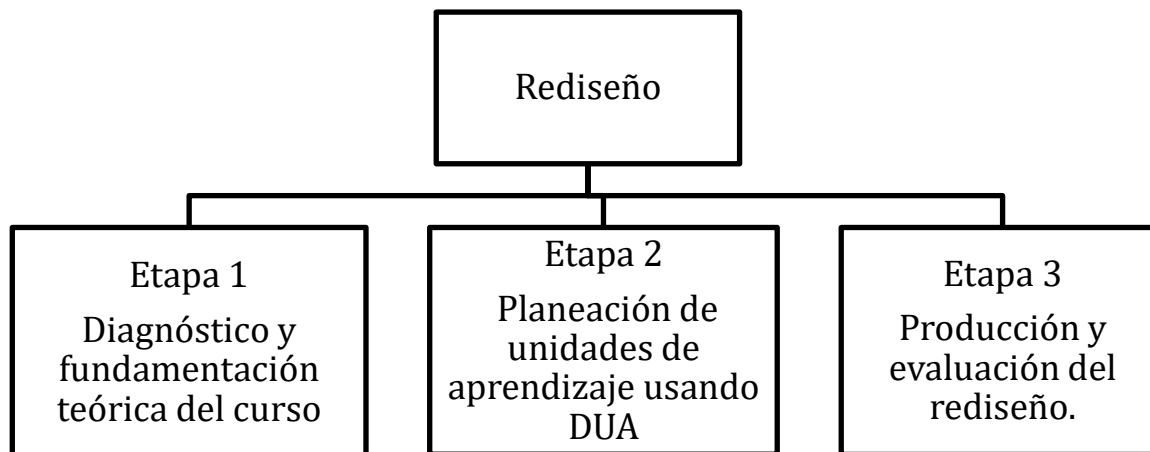 Rediseño
Etapa 1
Diagnóstico y
fundamentación
teórica del curso
Etapa 2
Planeación de
unidades de
aprendizaje usando
DUA
Etapa 3
Producción y
evaluación del
rediseño.